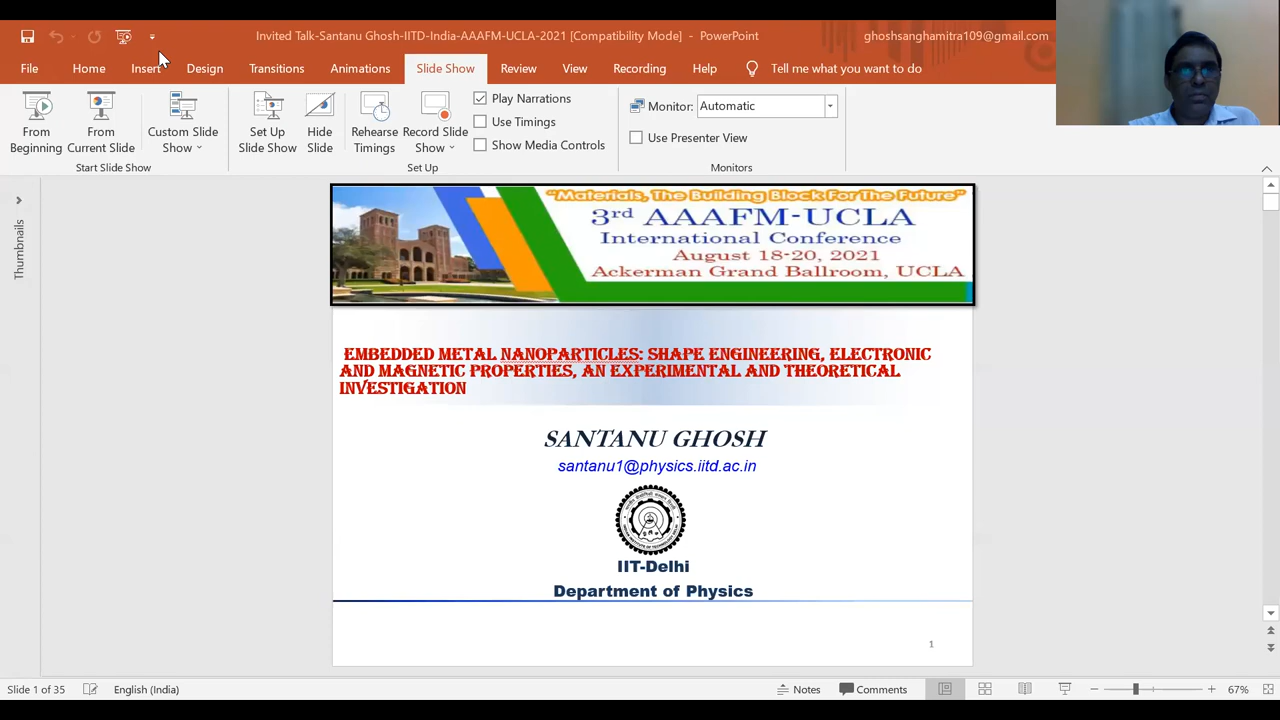 Invited Talk-Santanu Ghosh-IITD-India-AAAFM-UCLA-2021 [Compatibility Mode] - PowerPoint
ghoshsanghamitra109@gmail.com
File Home Insert Design Transitions Animations Slide Show Review View Recording Help Tell me what you want to do
From Beginning
From Current Slide
Custom Slide Show
Set Up Slide Show
Hide Slide
Rehearse Timings
Record Slide Show
Play Narrations
Use Timings
Show Media Controls
Monitor: Automatic
Use Presenter View
Start Slide Show
Set Up
Monitors
Thumbnails
"Materials, The Building Block For The Future"
3rd AAAFM-UCLA
International Conference
August 18-20, 2021
Ackerman Grand Ballroom, UCLA
EMBEDDED METAL NANOPARTICLES: SHAPE ENGINEERING, ELECTRONIC
AND MAGNETIC PROPERTIES, AN EXPERIMENTAL AND THEORETICAL
INVESTIGATION
SANTANU GHOSH
santanu1@physics.iitd.ac.in
IIT-Delhi
Department of Physics
1
Slide 1 of 35 English (India) Notes Comments 67%